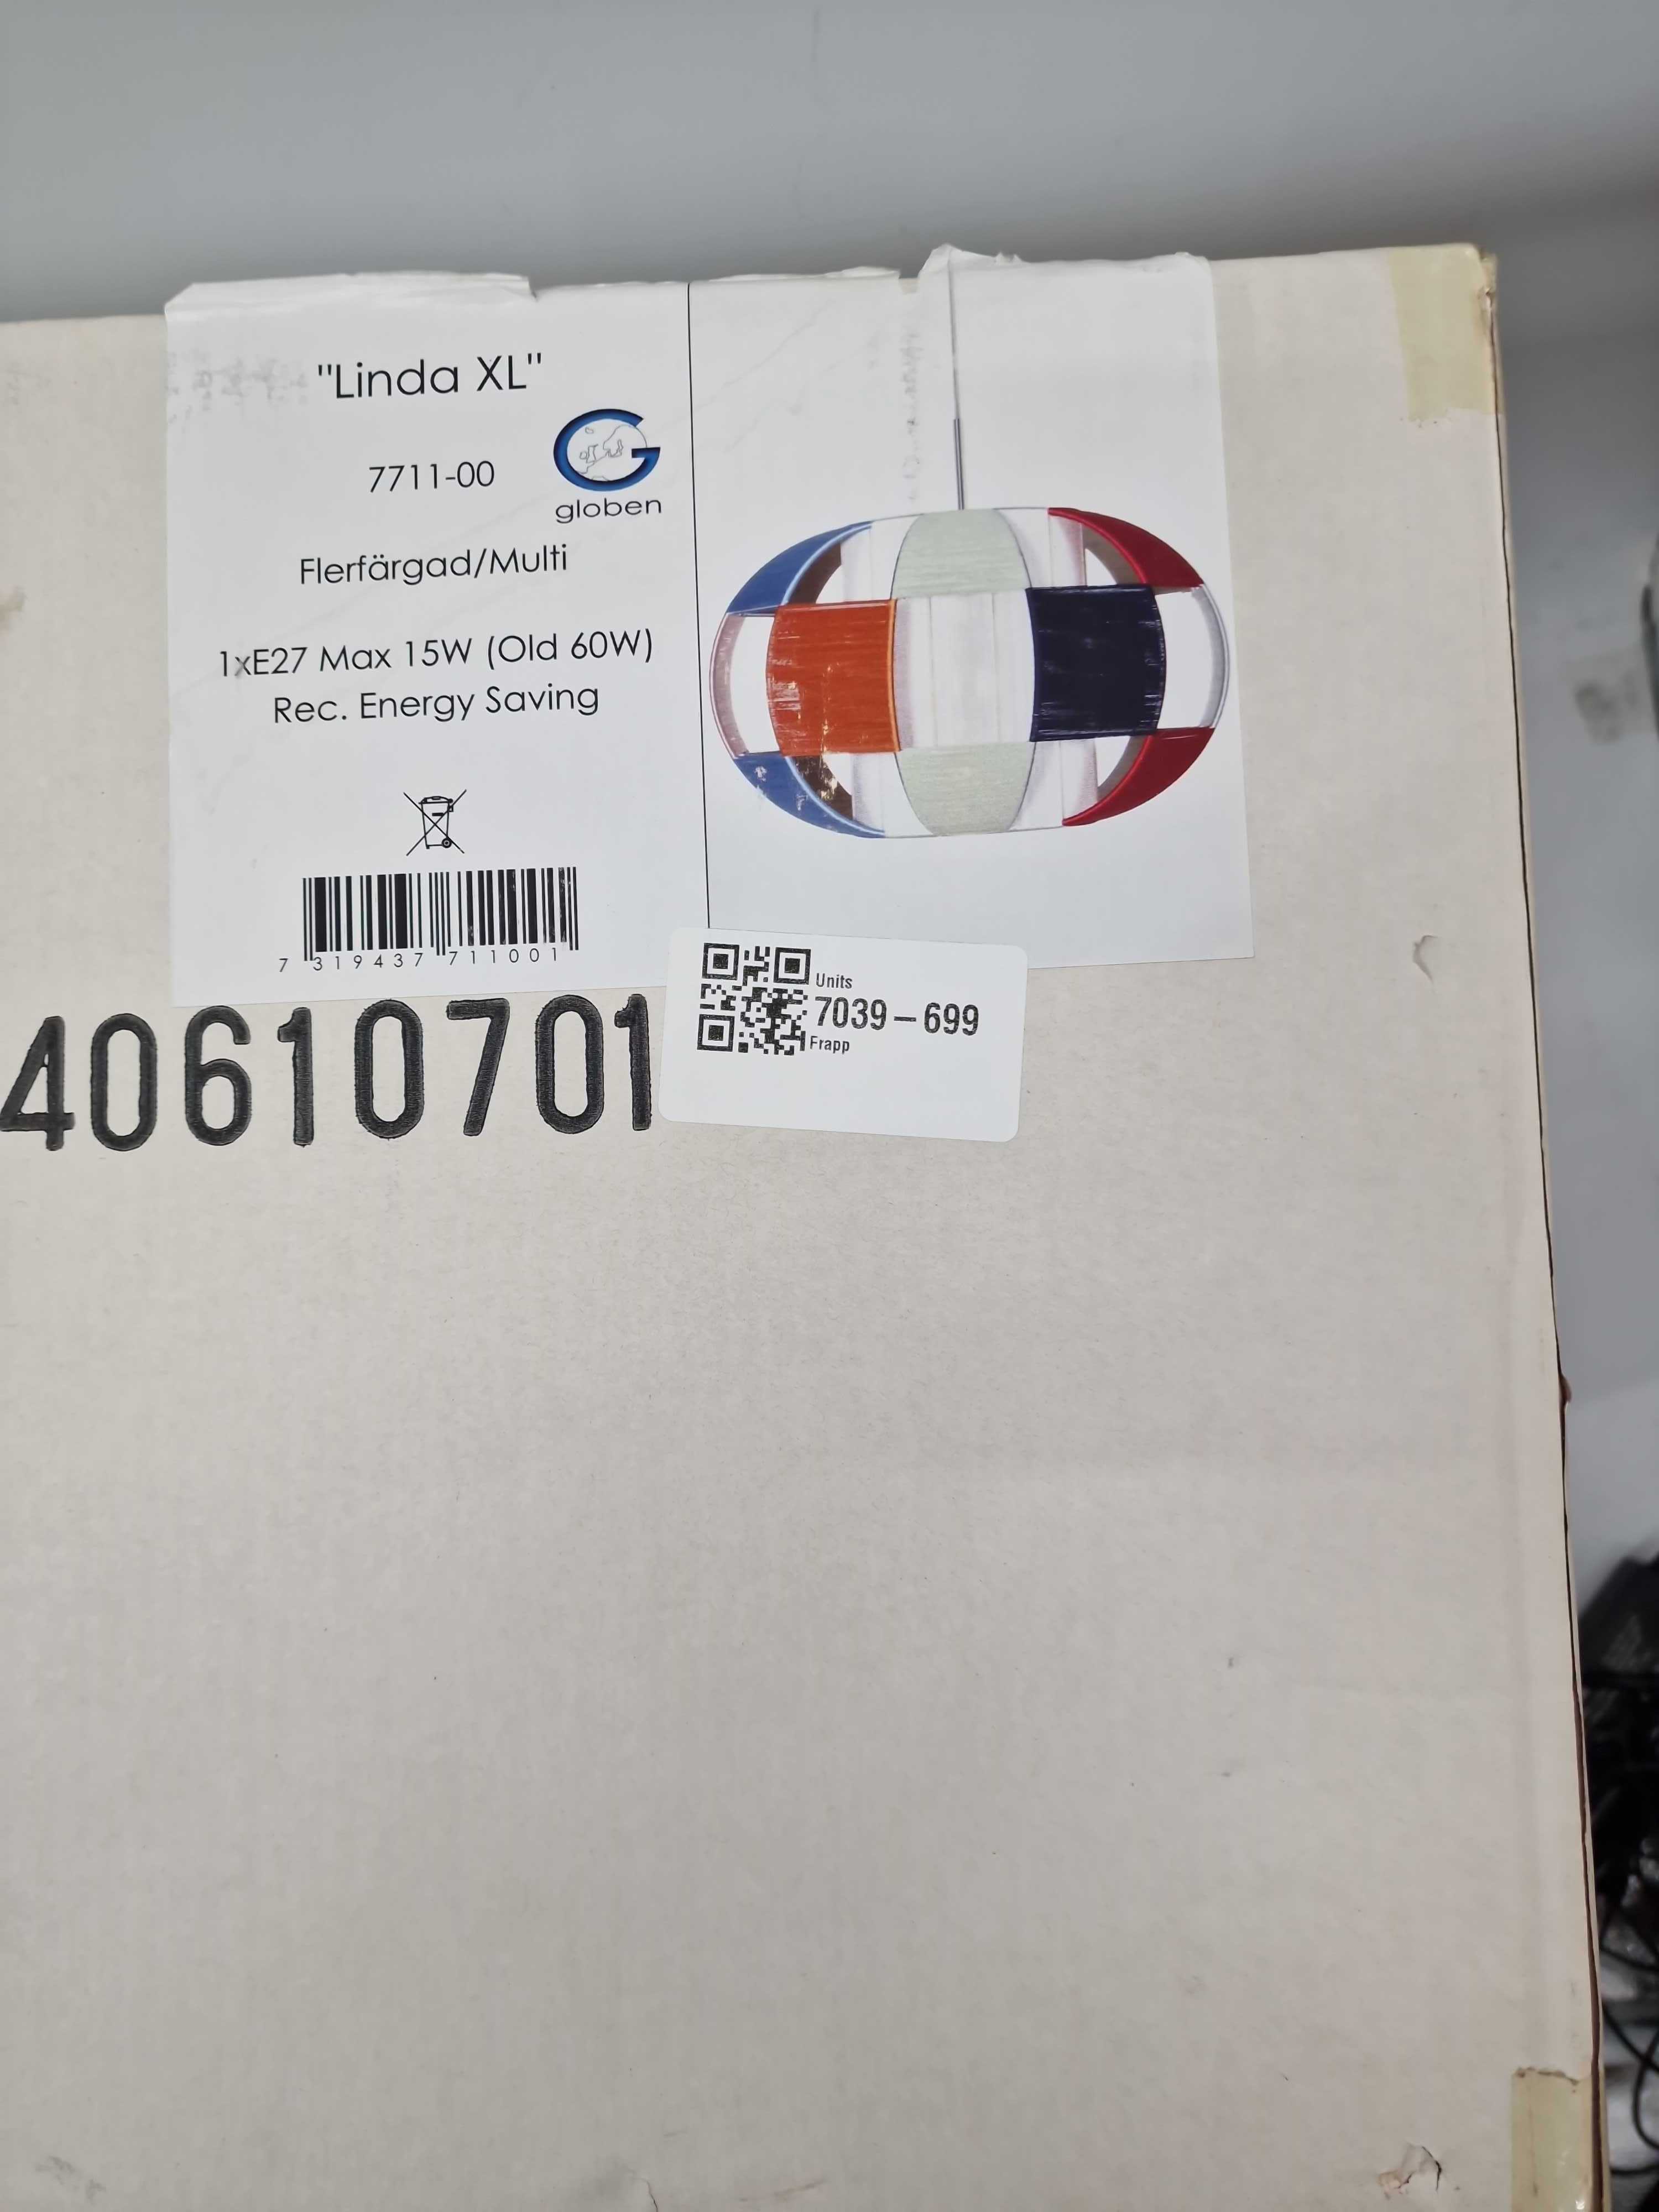 "Linda XL"
7711-00
globen
Flerfärgad/Multi
1xE27 Max 15W (Old 60W)
Rec. Energy Saving
7 319437 711001
40610701
Units
7039-699
Frapp